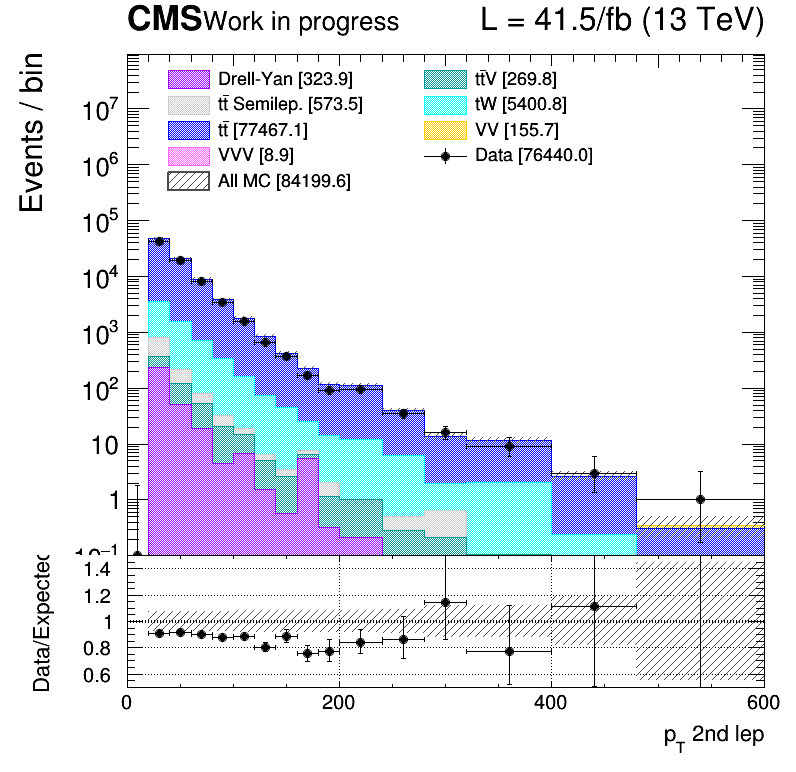 CMS Work in progress L = 41.5/fb (13 TeV)
Events / bin
Drell-Yan [323.9]
tt̄ Semilep. [573.5]
tt̄ [77467.1]
VVV [8.9]
All MC [84199.6]
tt̄V [269.8]
tW [5400.8]
VV [155.7]
Data [76440.0]
10⁷
10⁶
10⁵
10⁴
10³
10²
10
1
10⁻¹
Data/Expected
1.4
1.2
1
0.8
0.6
0 200 400 600
p_T 2nd lep